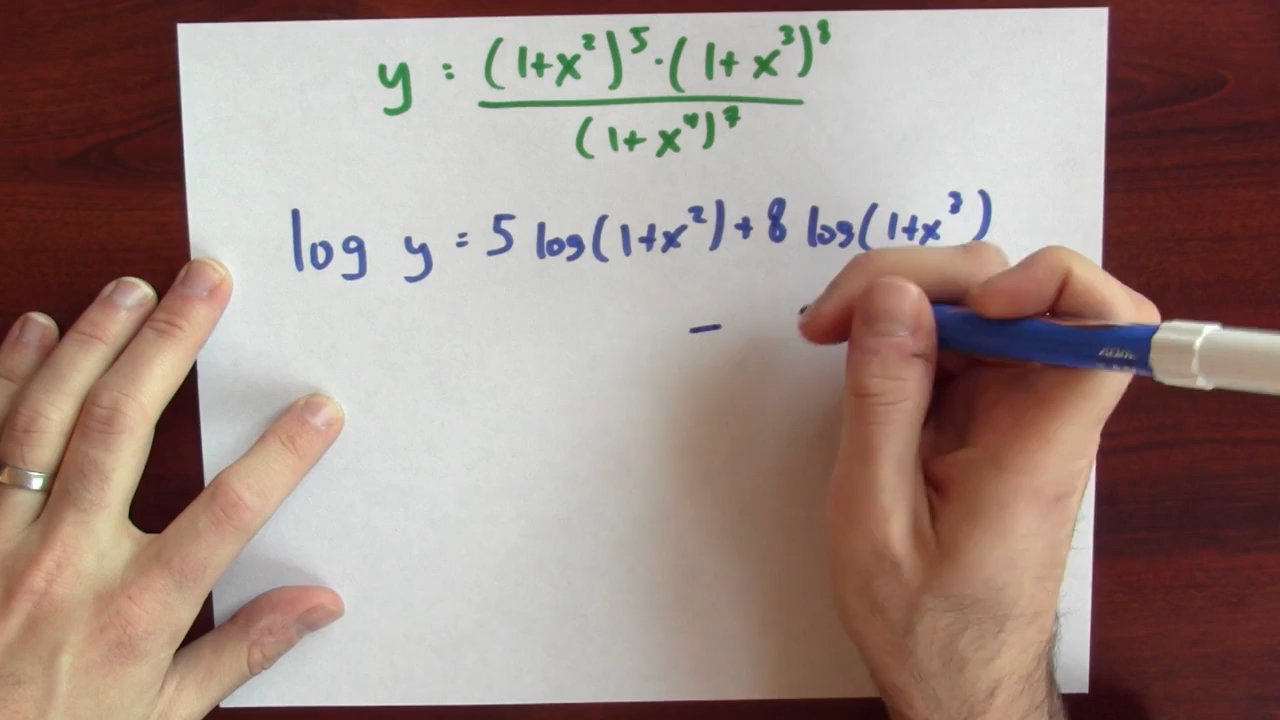 y = (1+x²)⁵·(1+x³)⁸
(1+x⁴)⁷
log y = 5 log(1+x²)+8 log(1+x³)
−